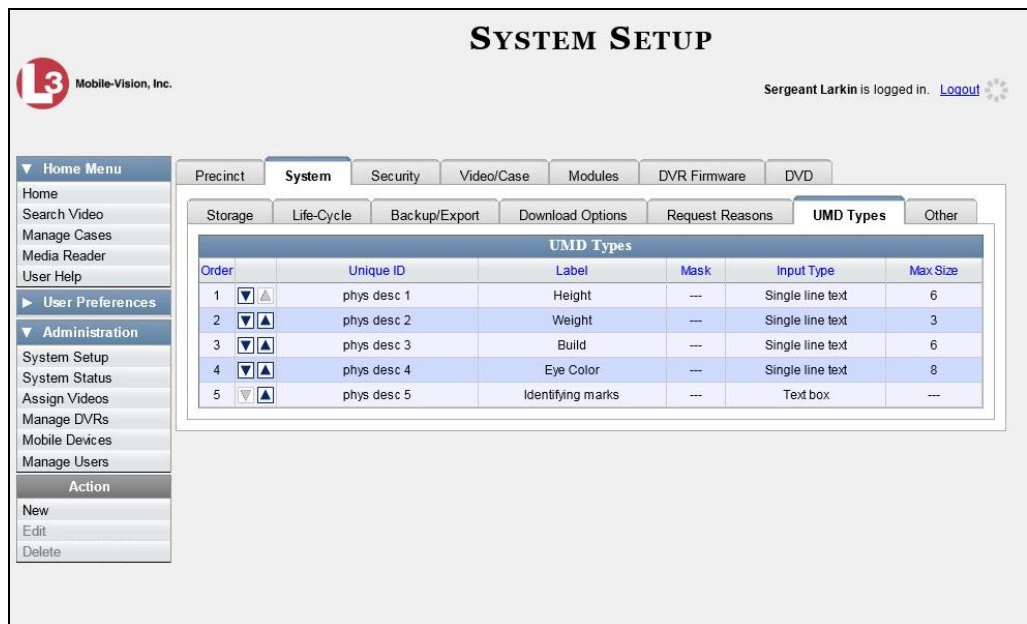 SYSTEM SETUP
L3 Mobile-Vision, Inc.
Sergeant Larkin is logged in. Logout
▼ Home Menu
Home
Search Video
Manage Cases
Media Reader
User Help
▶ User Preferences
▼ Administration
System Setup
System Status
Assign Videos
Manage DVRs
Mobile Devices
Manage Users
Action
New
Edit
Delete
Precinct System Security Video/Case Modules DVR Firmware DVD
Storage Life-Cycle Backup/Export Download Options Request Reasons UMD Types Other
UMD Types
Order Unique ID Label Mask Input Type Max Size
1 phys desc 1 Height --- Single line text 6
2 phys desc 2 Weight --- Single line text 3
3 phys desc 3 Build --- Single line text 6
4 phys desc 4 Eye Color --- Single line text 8
5 phys desc 5 Identifying marks --- Text box ---